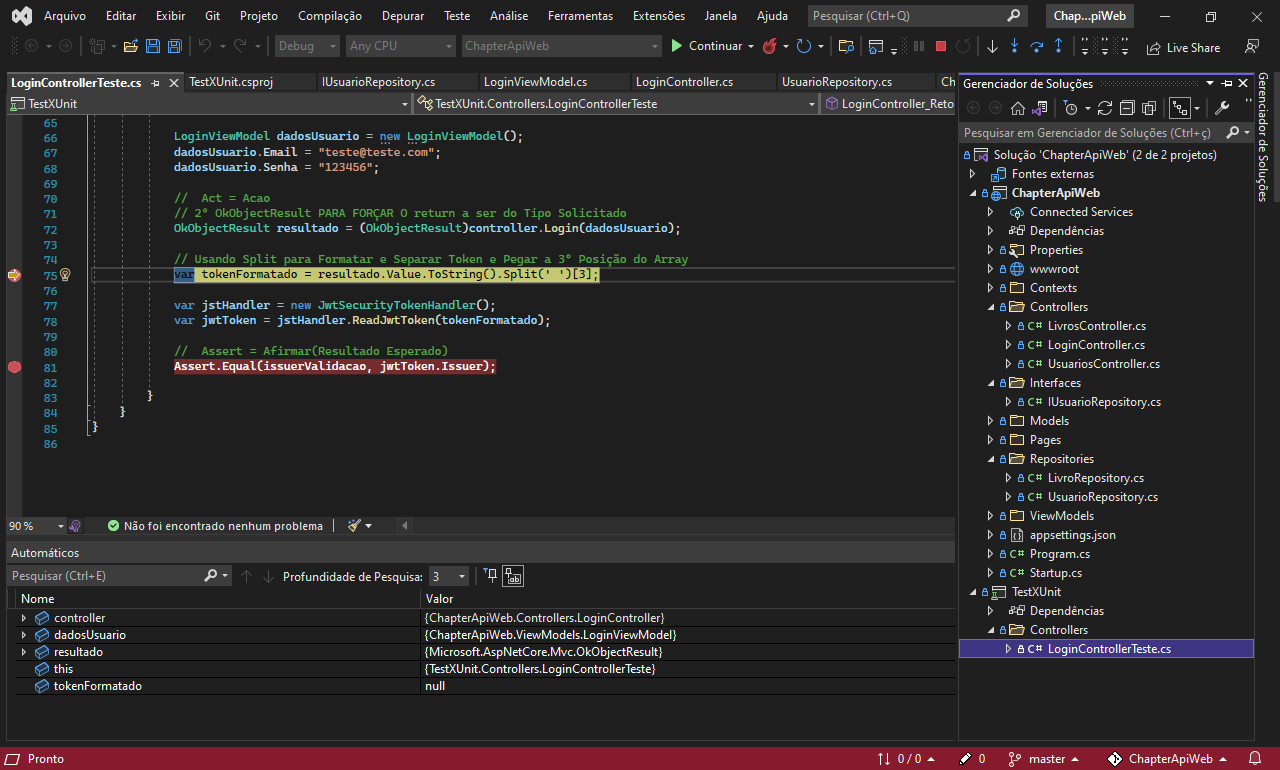 Arquivo Editar Exibir Git Projeto Compilação Depurar Teste Análise Ferramentas Extensões Janela Ajuda Pesquisar (Ctrl+Q) Chap...piWeb
Debug Any CPU ChapterApiWeb Continuar Live Share
LoginControllerTeste.cs TestXUnit.csproj IUsuarioRepository.cs LoginViewModel.cs LoginController.cs UsuarioRepository.cs Ch
TestXUnit TestXUnit.Controllers.LoginControllerTeste LoginController_Reto
65
66 LoginViewModel dadosUsuario = new LoginViewModel();
67 dadosUsuario.Email = "teste@teste.com";
68 dadosUsuario.Senha = "123456";
69
70 // Act = Acao
71 // 2° OkObjectResult PARA FORÇAR O return a ser do Tipo Solicitado
72 OkObjectResult resultado = (OkObjectResult)controller.Login(dadosUsuario);
73
74 // Usando Split para Formatar e Separar Token e Pegar a 3° Posição do Array
75 var tokenFormatado = resultado.Value.ToString().Split(' ')[3];
76
77 var jstHandler = new JwtSecurityTokenHandler();
78 var jwtToken = jstHandler.ReadJwtToken(tokenFormatado);
79
80 // Assert = Afirmar(Resultado Esperado)
81 Assert.Equal(issuerValidacao, jwtToken.Issuer);
82
83 }
84 }
85 }
86
90 % Não foi encontrado nenhum problema
Automáticos
Pesquisar (Ctrl+E) Profundidade de Pesquisa: 3
Nome Valor
controller {ChapterApiWeb.Controllers.LoginController}
dadosUsuario {ChapterApiWeb.ViewModels.LoginViewModel}
resultado {Microsoft.AspNetCore.Mvc.OkObjectResult}
this {TestXUnit.Controllers.LoginControllerTeste}
tokenFormatado null
Gerenciador de Soluções
Pesquisar em Gerenciador de Soluções (Ctrl+ç)
Solução 'ChapterApiWeb' (2 de 2 projetos)
Fontes externas
ChapterApiWeb
Connected Services
Dependências
Properties
wwwroot
Contexts
Controllers
C# LivrosController.cs
C# LoginController.cs
C# UsuariosController.cs
Interfaces
C# IUsuarioRepository.cs
Models
Pages
Repositories
C# LivroRepository.cs
C# UsuarioRepository.cs
ViewModels
appsettings.json
C# Program.cs
C# Startup.cs
TestXUnit
Dependências
Controllers
C# LoginControllerTeste.cs
Gerenciador de Soluções
Pronto 0 / 0 0 master ChapterApiWeb